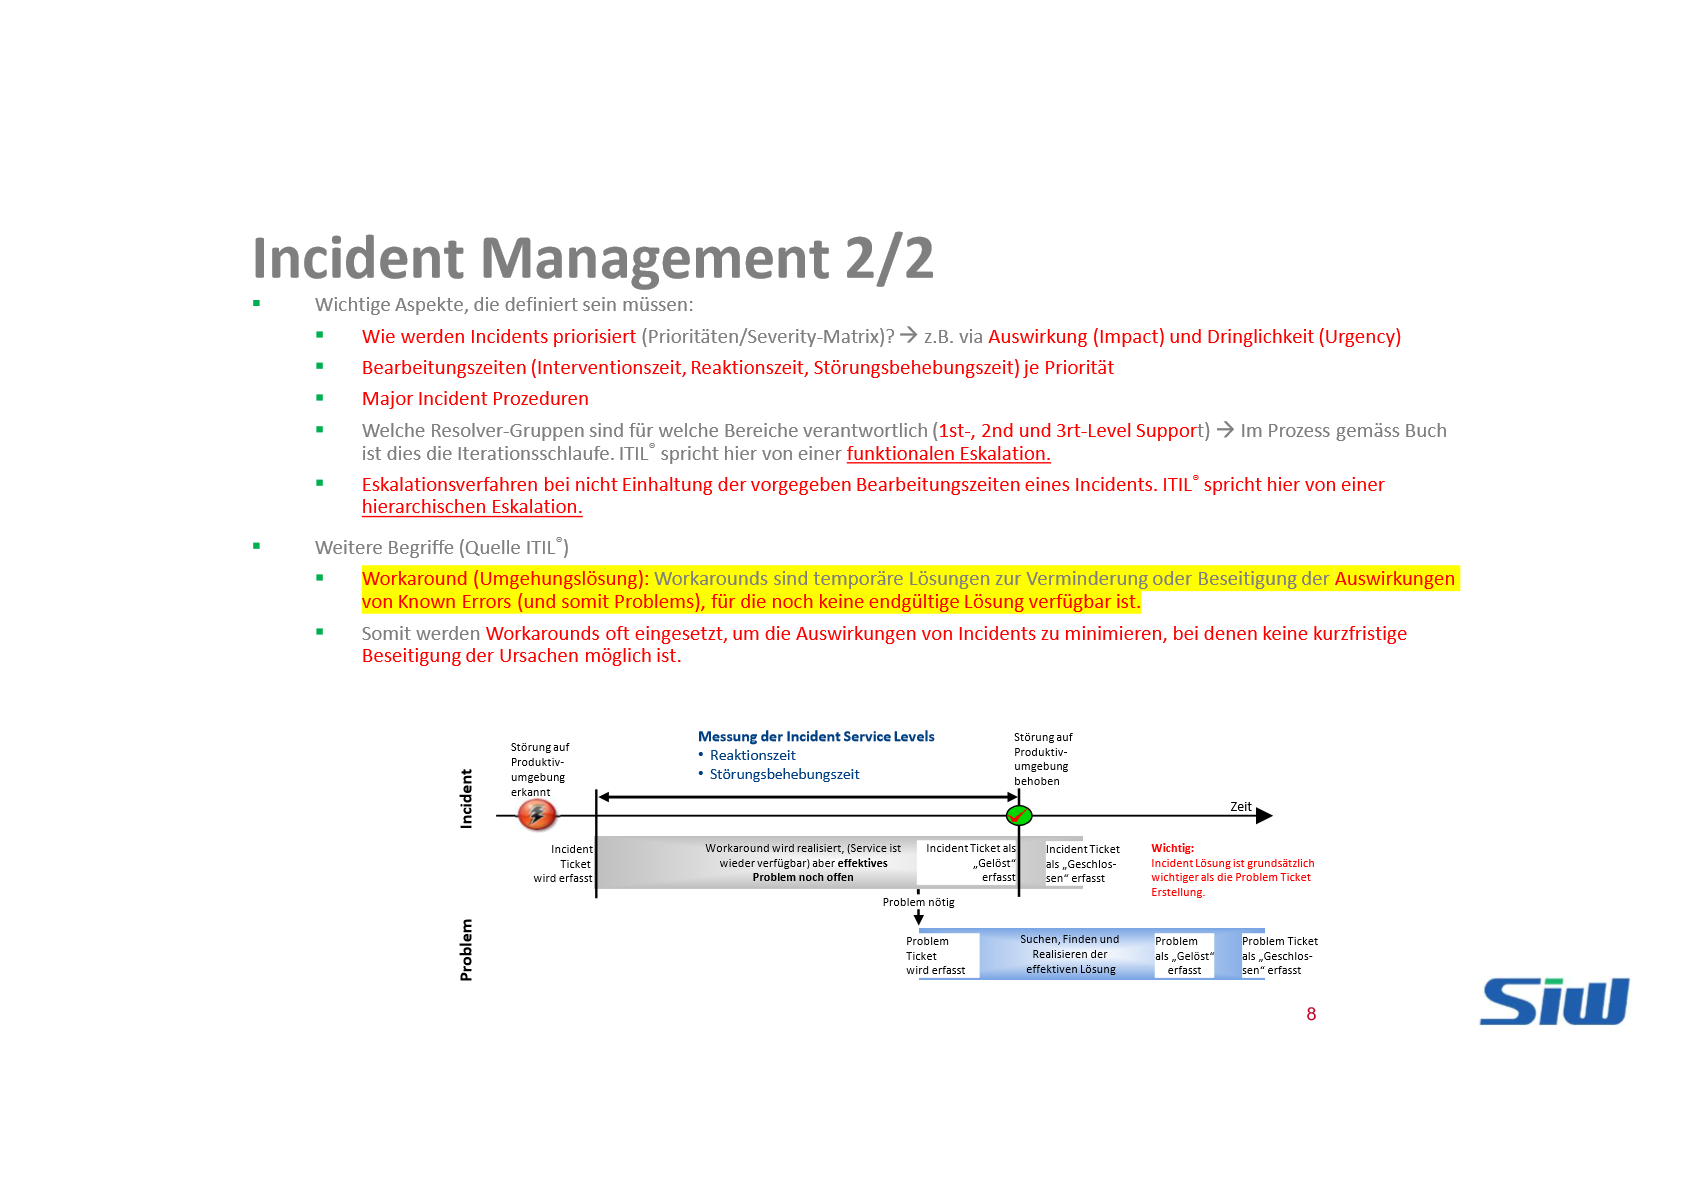 Incident Management 2/2
▪ Wichtige Aspekte, die definiert sein müssen:
▪ Wie werden Incidents priorisiert (Prioritäten/Severity-Matrix)? → z.B. via Auswirkung (Impact) und Dringlichkeit (Urgency)
▪ Bearbeitungszeiten (Interventionszeit, Reaktionszeit, Störungsbehebungszeit) je Priorität
▪ Major Incident Prozeduren
▪ Welche Resolver-Gruppen sind für welche Bereiche verantwortlich (1st-, 2nd und 3rt-Level Support) → Im Prozess gemäss Buch
ist dies die Iterationsschlaufe. ITIL® spricht hier von einer funktionalen Eskalation.
▪ Eskalationsverfahren bei nicht Einhaltung der vorgegeben Bearbeitungszeiten eines Incidents. ITIL® spricht hier von einer
hierarchischen Eskalation.
▪ Weitere Begriffe (Quelle ITIL®)
▪ Workaround (Umgehungslösung): Workarounds sind temporäre Lösungen zur Verminderung oder Beseitigung der Auswirkungen
von Known Errors (und somit Problems), für die noch keine endgültige Lösung verfügbar ist.
▪ Somit werden Workarounds oft eingesetzt, um die Auswirkungen von Incidents zu minimieren, bei denen keine kurzfristige
Beseitigung der Ursachen möglich ist.
Incident
Störung auf
Produktiv-
umgebung
erkannt
Messung der Incident Service Levels
• Reaktionszeit
• Störungsbehebungszeit
Störung auf
Produktiv-
umgebung
behoben
Zeit
Incident
Ticket
wird erfasst
Workaround wird realisiert, (Service ist
wieder verfügbar) aber effektives
Problem noch offen
Incident Ticket als
„Gelöst“
erfasst
Incident Ticket
als „Geschlos-
sen“ erfasst
Wichtig:
Incident Lösung ist grundsätzlich
wichtiger als die Problem Ticket
Erstellung.
Problem nötig
Problem
Problem
Ticket
wird erfasst
Suchen, Finden und
Realisieren der
effektiven Lösung
Problem
als „Gelöst“
erfasst
Problem Ticket
als „Geschlos-
sen“ erfasst
8
Siw